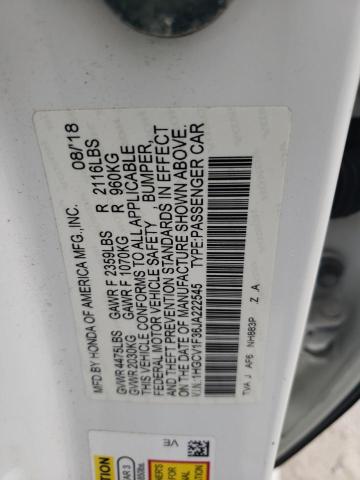 MFD. BY HONDA OF AMERICA MFG., INC. 08/'18
GVWR 4475LBS GAWR F 2359LBS R 2116LBS
GVWR 2030KG GAWR F 1070KG R 960KG
THIS VEHICLE CONFORMS TO ALL APPLICABLE
FEDERAL MOTOR VEHICLE SAFETY BUMPER,
THEFT PREVENTION STANDARDS IN EFFECT
ON THE DATE OF MANUFACTURE SHOWN ABOVE.
V.I.N.: 1HGCV1F36JA222545 TYPE:PASSENGER CAR
TVA J AF6 NH883P Z A
VE